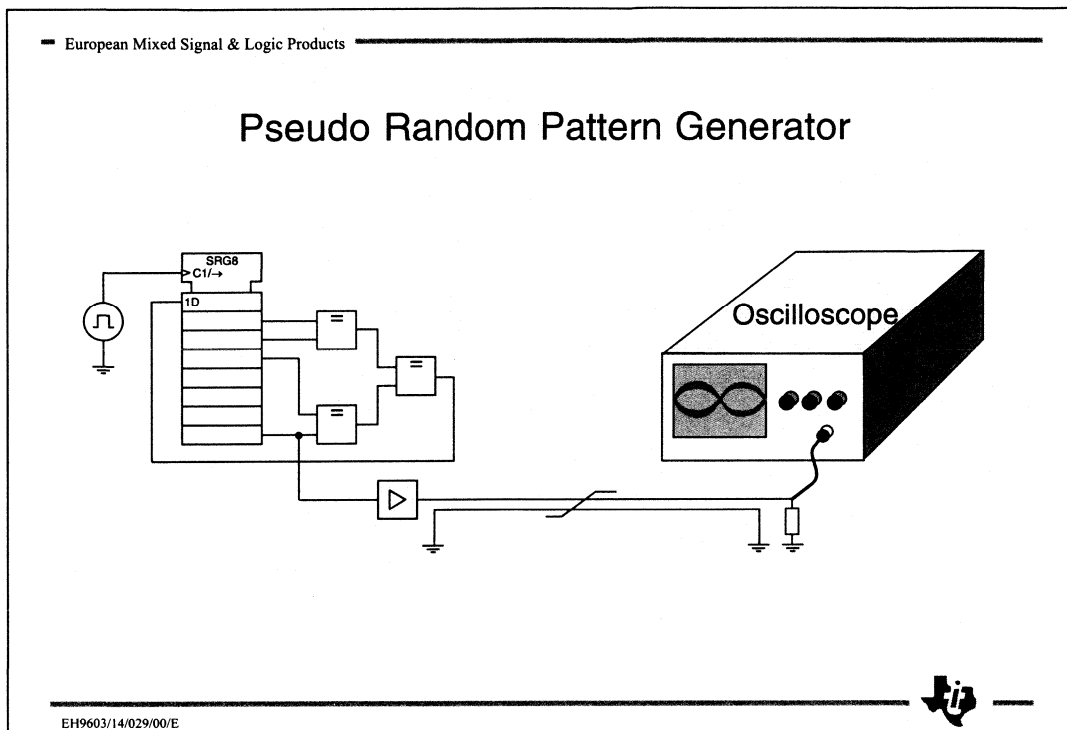 European Mixed Signal & Logic Products
Pseudo Random Pattern Generator
SRG8
C1/→
1D
=
=
=
Oscilloscope
EH9603/14/029/00/E